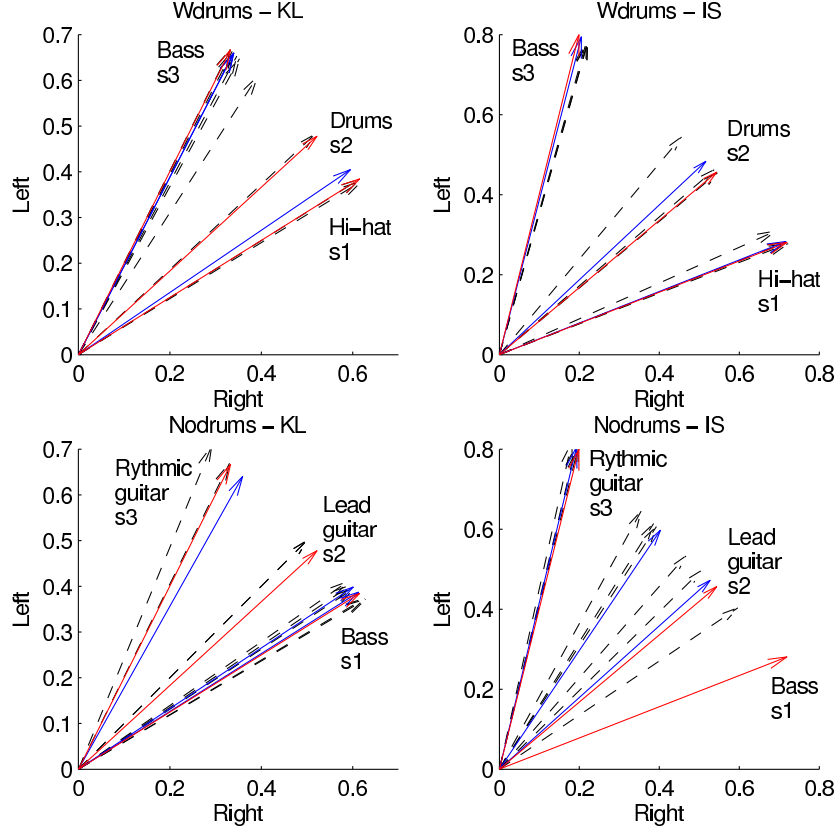 Wdrums – KL
0.7
0.6
0.5
0.4
0.3
0.2
0.1
0
Left
Bass
s3
Drums
s2
Hi–hat
s1
0
0.2
0.4
0.6
Right
Wdrums – IS
0.8
0.6
0.4
0.2
0
Left
Bass
s3
Drums
s2
Hi–hat
s1
0
0.2
0.4
0.6
0.8
Right
Nodrums – KL
0.7
0.6
0.5
0.4
0.3
0.2
0.1
0
Left
Rythmic
guitar
s3
Lead
guitar
s2
Bass
s1
0
0.2
0.4
0.6
Right
Nodrums – IS
0.8
0.6
0.4
0.2
0
Left
Rythmic
guitar
s3
Lead
guitar
s2
Bass
s1
0
0.2
0.4
0.6
0.8
Right